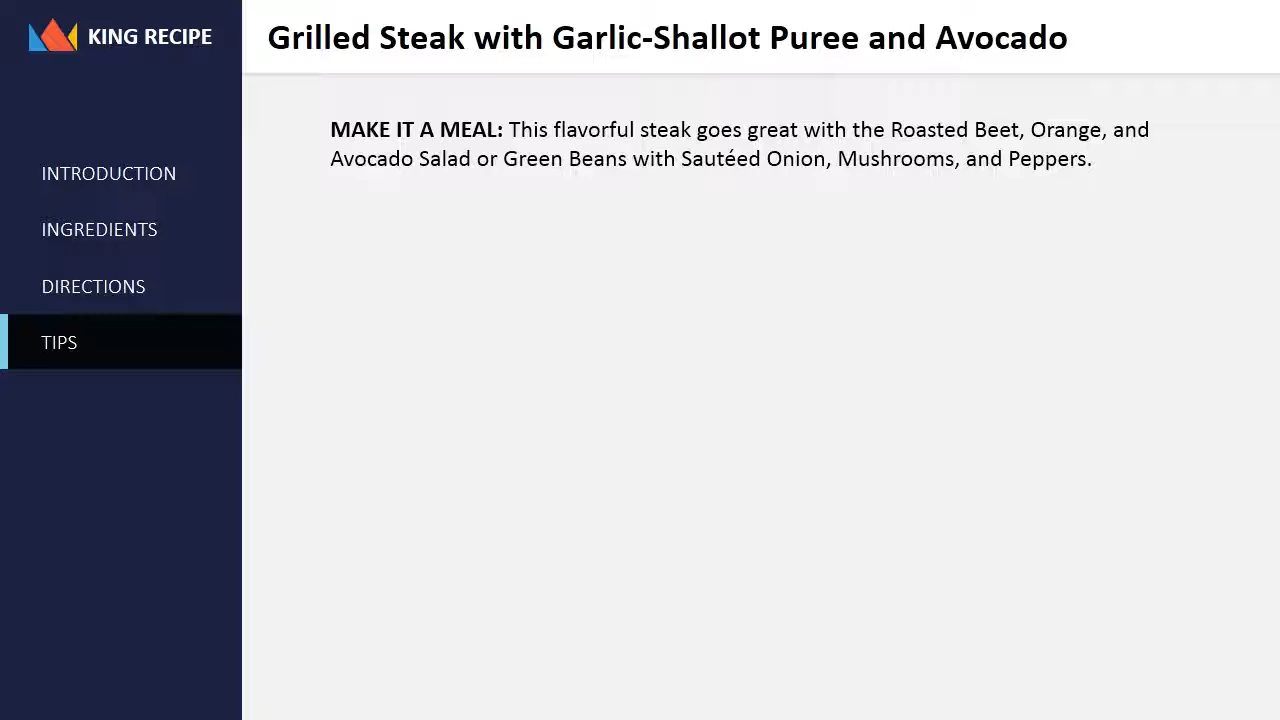 KING RECIPE
Grilled Steak with Garlic-Shallot Puree and Avocado
INTRODUCTION
INGREDIENTS
DIRECTIONS
TIPS
MAKE IT A MEAL: This flavorful steak goes great with the Roasted Beet, Orange, and
Avocado Salad or Green Beans with Sautéed Onion, Mushrooms, and Peppers.